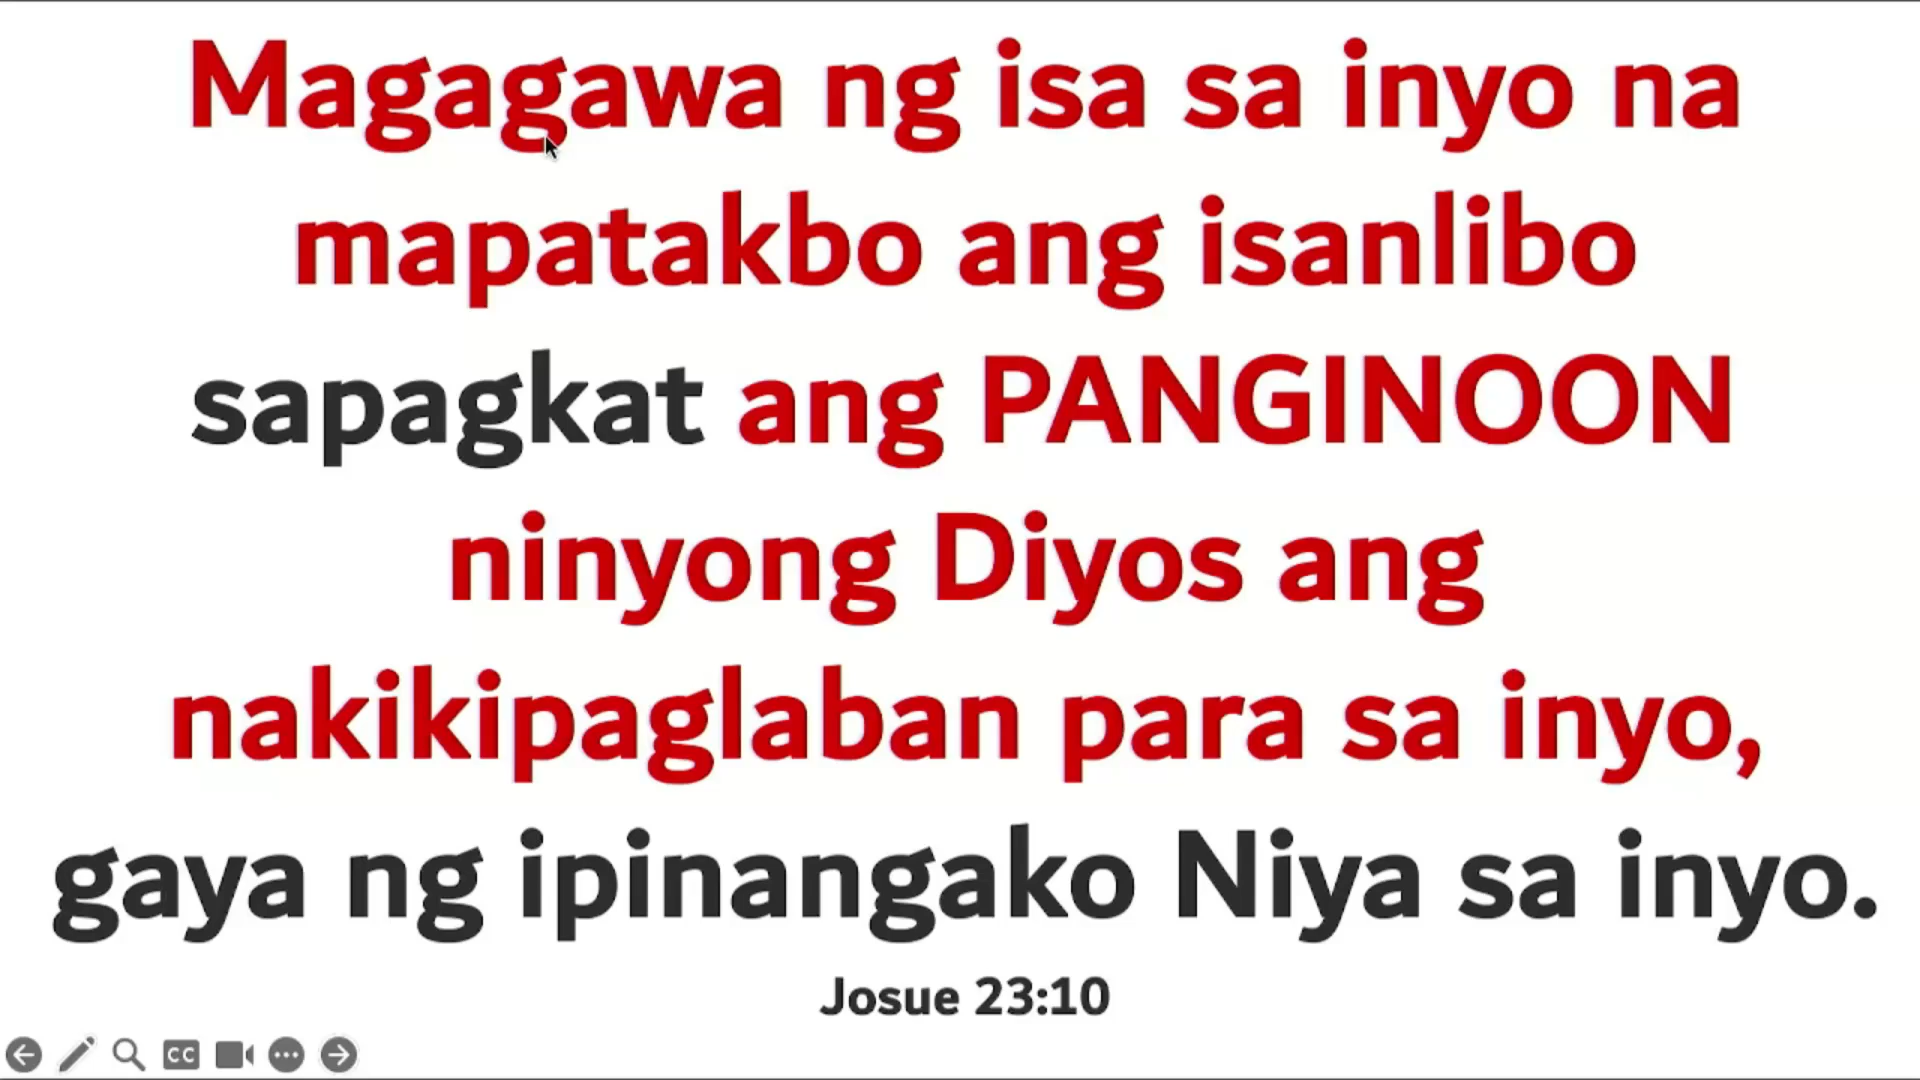 Magagawa ng isa sa inyo na
mapatakbo ang isanlibo
sapagkat ang PANGINOON
ninyong Diyos ang
nakikipaglaban para sa inyo,
gaya ng ipinangako Niya sa inyo.
Josue 23:10
CC